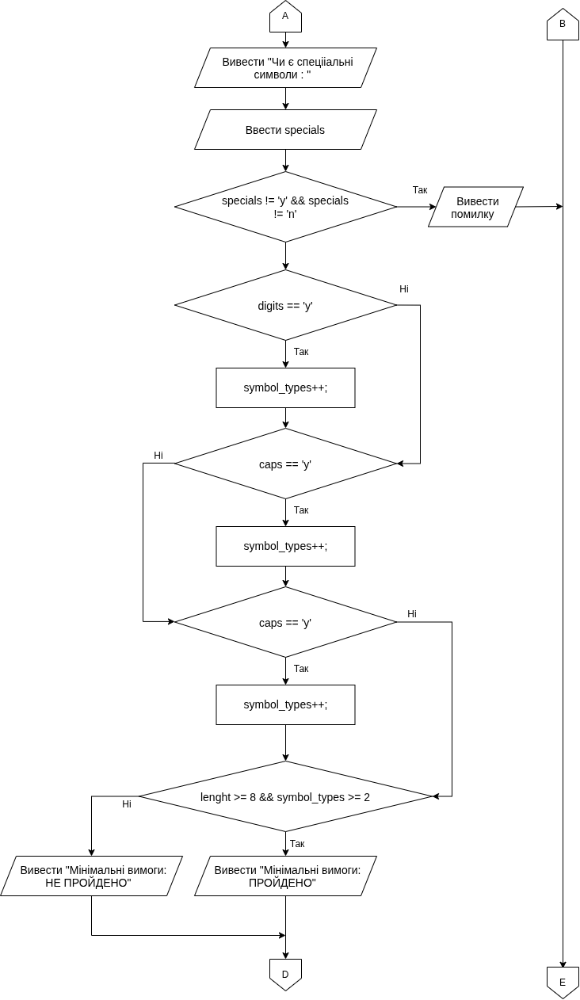 A
B
Вивести "Чи є спецііальні
символи : "
Ввести specials
specials != 'y' && specials
!= 'n'
Так
Вивести
помилку
digits == 'y'
Ні
Так
symbol_types++;
caps == 'y'
Ні
Так
symbol_types++;
caps == 'y'
Ні
Так
symbol_types++;
lenght >= 8 && symbol_types >= 2
Ні
Так
Вивести "Мінімальні вимоги:
НЕ ПРОЙДЕНО"
Вивести "Мінімальні вимоги:
ПРОЙДЕНО"
D
E